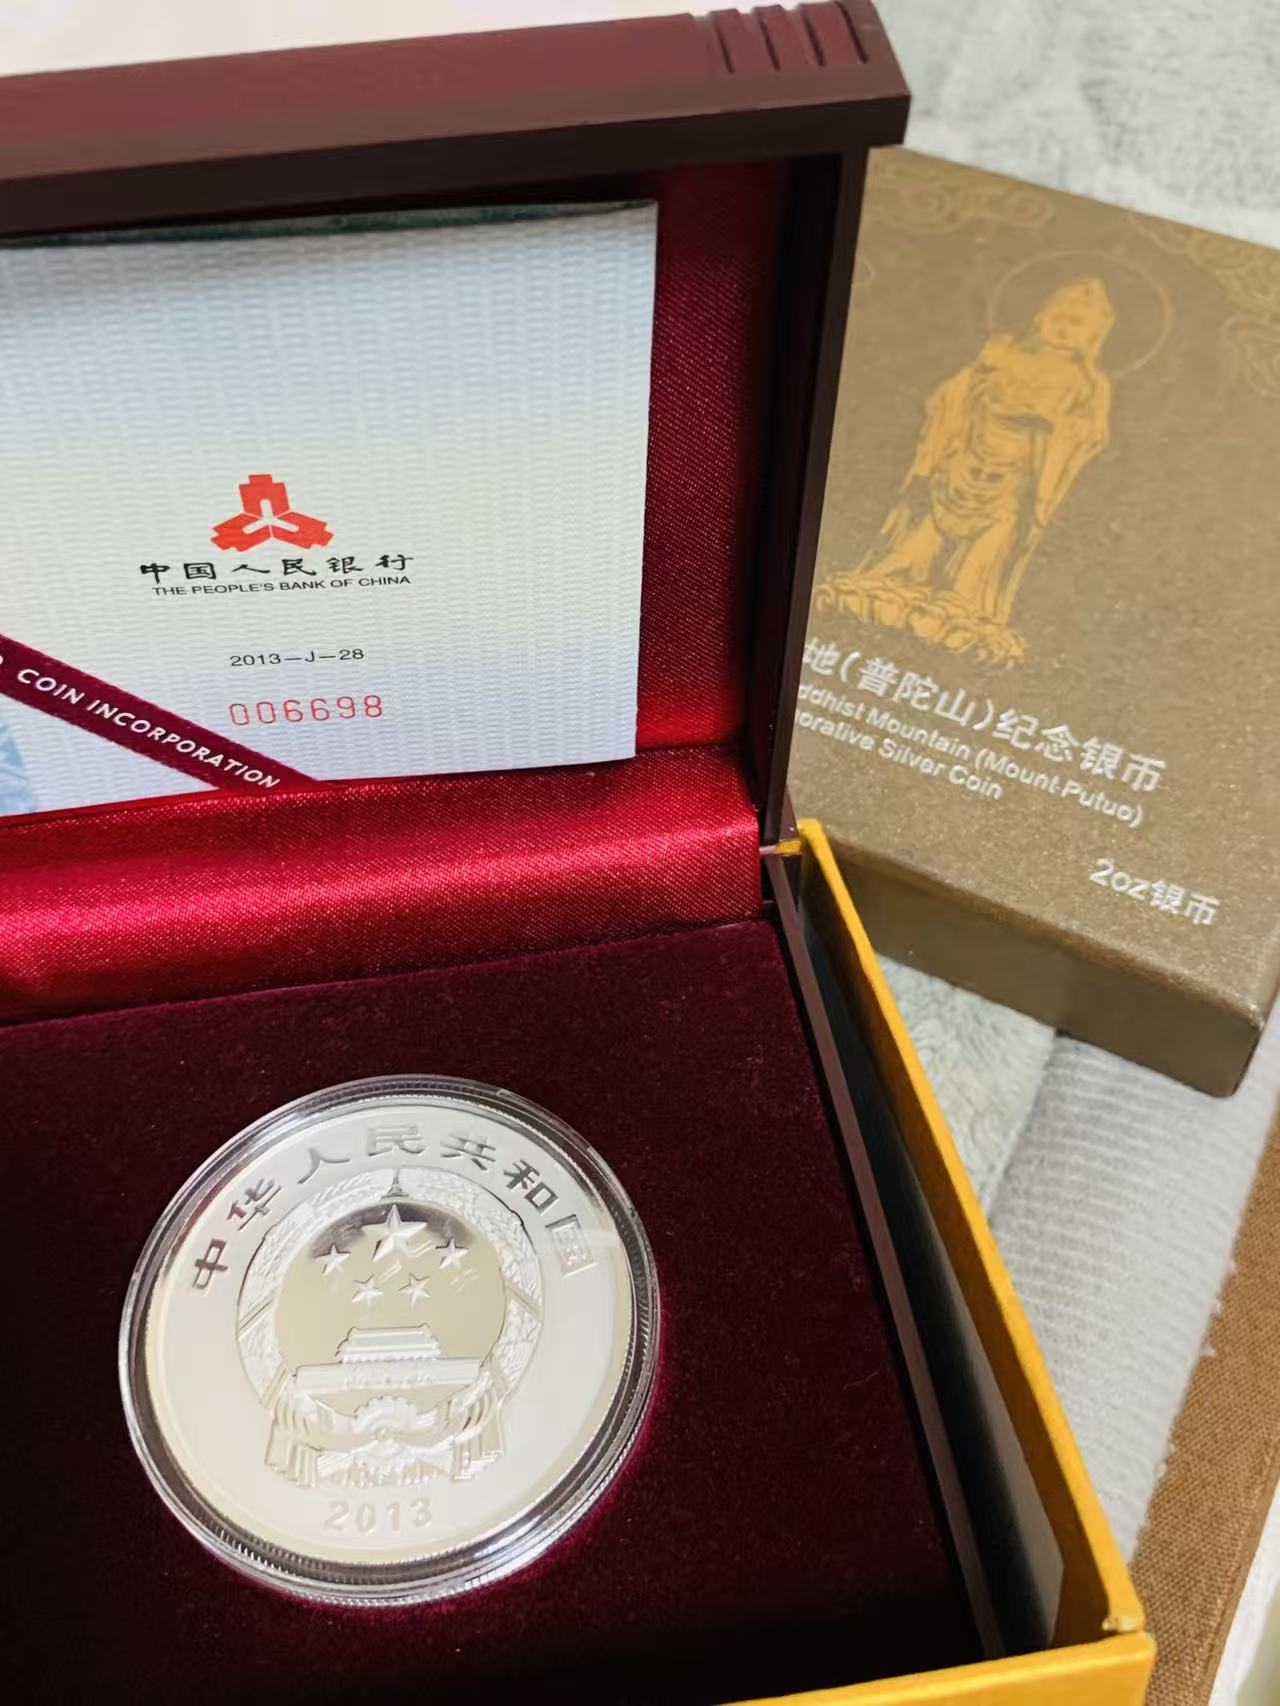 中国人民银行
THE PEOPLE'S BANK OF CHINA
2013-J-28
006698
COIN INCORPORATION
地(普陀山)纪念银币
Mountain (Mount Putuo)
Silver Coin
2oz银币
中华人民共和国
2013